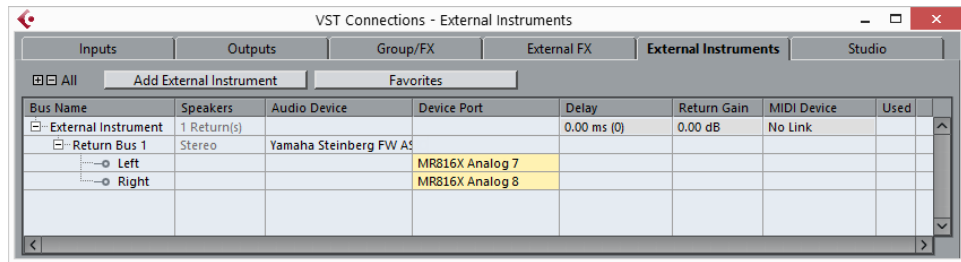 VST Connections - External Instruments
Inputs Outputs Group/FX External FX External Instruments Studio
All Add External Instrument Favorites
Bus Name Speakers Audio Device Device Port Delay Return Gain MIDI Device Used
External Instrument 1 Return(s) 0.00 ms (0) 0.00 dB No Link
Return Bus 1 Stereo Yamaha Steinberg FW AS
Left MR816X Analog 7
Right MR816X Analog 8